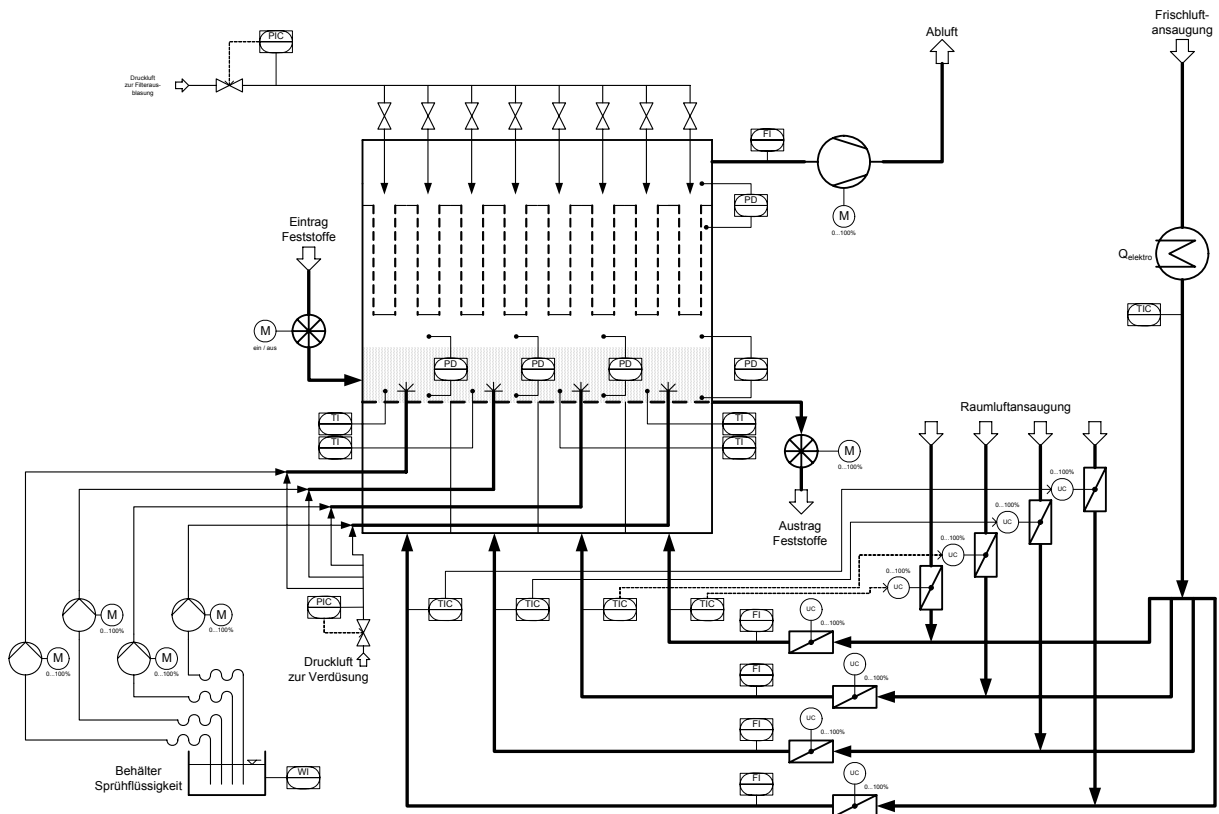 Frischluft-
ansaugung
Abluft
PIC
Druckluft
zur Filteraus-
blasung
FI
PD
M
0...100%
Eintrag
Feststoffe
Qelektro
TIC
M
ein / aus
PD
PD
PD
PD
Raumluftansaugung
TI
TI
TI
TI
M
0...100%
0...100%
UC
0...100%
UC
0...100%
UC
0...100%
UC
Austrag
Feststoffe
PIC
TIC
TIC
TIC
TIC
M
0...100%
M
0...100%
M
0...100%
M
0...100%
Druckluft
zur Verdüsung
FI
UC
0...100%
FI
UC
0...100%
FI
UC
0...100%
FI
UC
0...100%
Behälter
Sprühflüssigkeit
WI